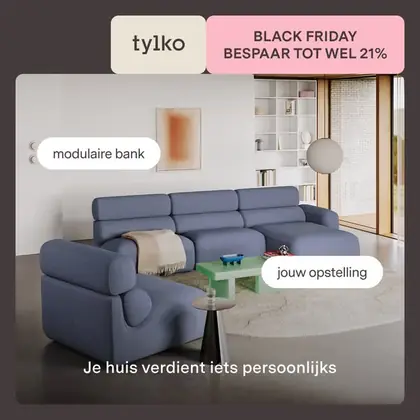 tylko
BLACK FRIDAY
BESPAAR TOT WEL 21%
modulaire bank
jouw opstelling
Je huis verdient iets persoonlijks